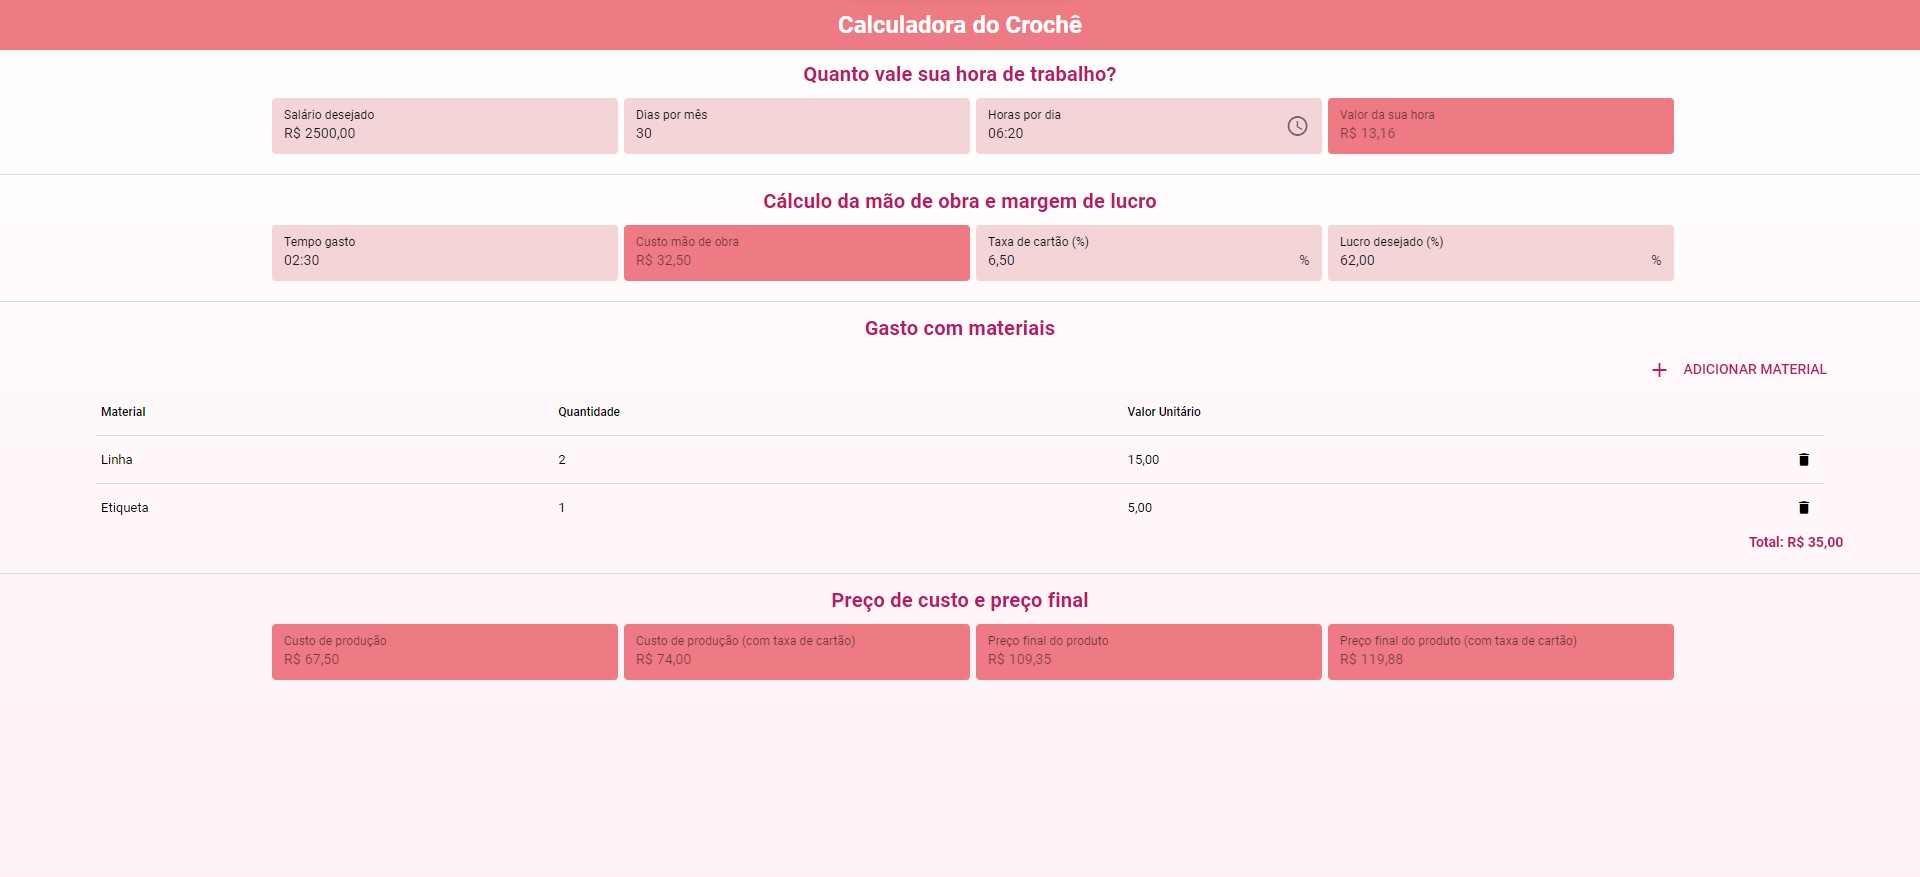 Calculadora do Crochê
Quanto vale sua hora de trabalho?
Salário desejado
R$ 2500,00
Dias por mês
30
Horas por dia
06:20
Valor da sua hora
R$ 13,16
Cálculo da mão de obra e margem de lucro
Tempo gasto
02:30
Custo mão de obra
R$ 32,50
Taxa de cartão (%)
6,50 %
Lucro desejado (%)
62,00 %
Gasto com materiais
ADICIONAR MATERIAL
Material Quantidade Valor Unitário
Linha 2 15,00
Etiqueta 1 5,00
Total: R$ 35,00
Preço de custo e preço final
Custo de produção
R$ 67,50
Custo de produção (com taxa de cartão)
R$ 74,00
Preço final do produto
R$ 109,35
Preço final do produto (com taxa de cartão)
R$ 119,88